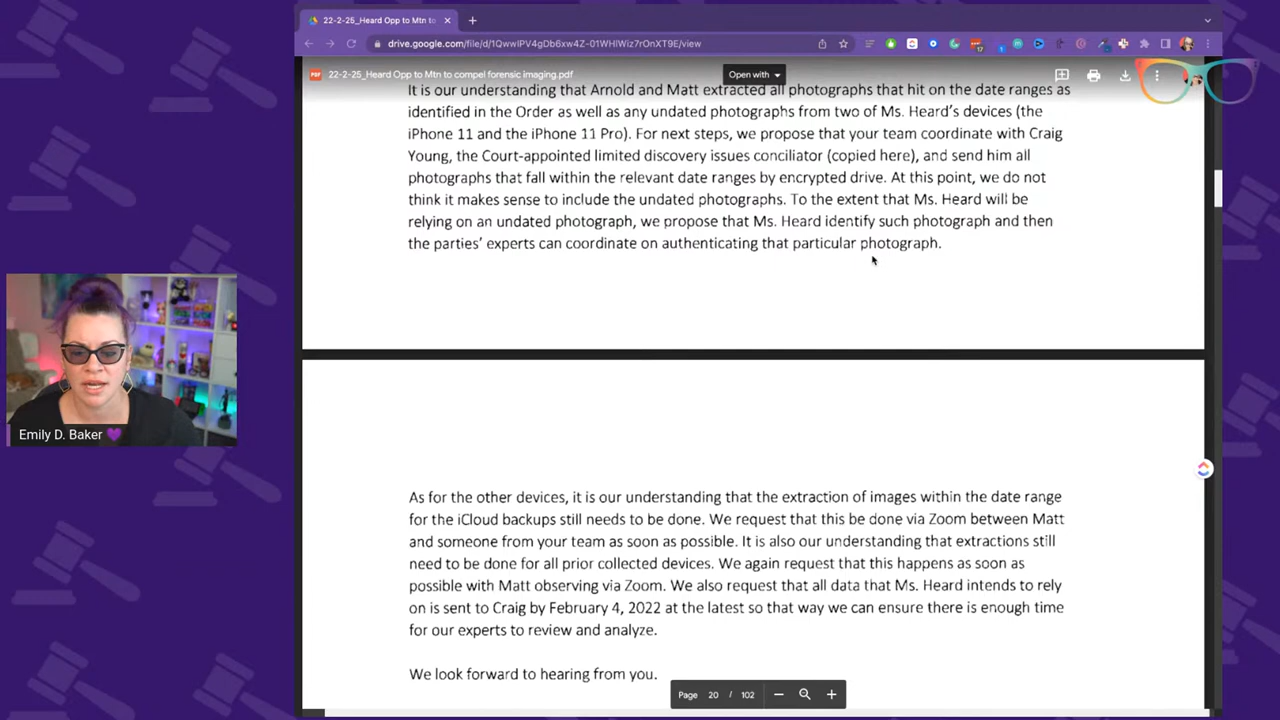 22-2-25_Heard Opp to Mtn to
drive.google.com/file/d/1QwwIPV4gDb6xw4Z-01WHlWiz7rOnXT9E/view
PDF 22-2-25_Heard Opp to Mtn to compel forensic imaging.pdf
Open with
It is our understanding that Arnold and Matt extracted all photographs that hit on the date ranges as
identified in the Order as well as any undated photographs from two of Ms. Heard's devices (the
iPhone 11 and the iPhone 11 Pro). For next steps, we propose that your team coordinate with Craig
Young, the Court-appointed limited discovery issues conciliator (copied here), and send him all
photographs that fall within the relevant date ranges by encrypted drive. At this point, we do not
think it makes sense to include the undated photographs. To the extent that Ms. Heard will be
relying on an undated photograph, we propose that Ms. Heard identify such photograph and then
the parties' experts can coordinate on authenticating that particular photograph.
Emily D. Baker 💜
As for the other devices, it is our understanding that the extraction of images within the date range
for the iCloud backups still needs to be done. We request that this be done via Zoom between Matt
and someone from your team as soon as possible. It is also our understanding that extractions still
need to be done for all prior collected devices. We again request that this happens as soon as
possible with Matt observing via Zoom. We also request that all data that Ms. Heard intends to rely
on is sent to Craig by February 4, 2022 at the latest so that way we can ensure there is enough time
for our experts to review and analyze.
We look forward to hearing from you.
Page 20 / 102